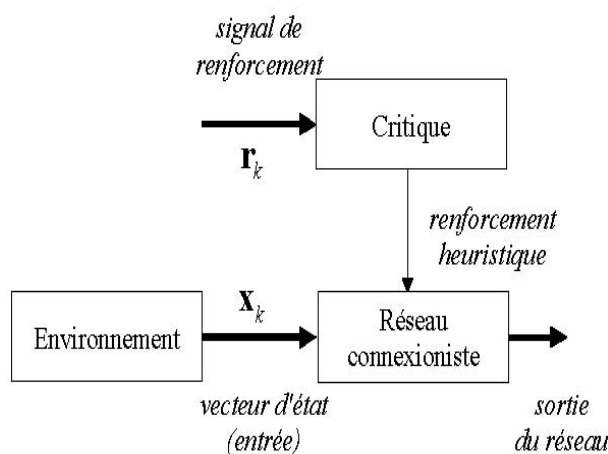 signal de
renforcement
Critique
r_k
renforcement
heuristique
x_k
Environnement
Réseau
connexioniste
vecteur d'état
(entrée)
sortie
du réseau